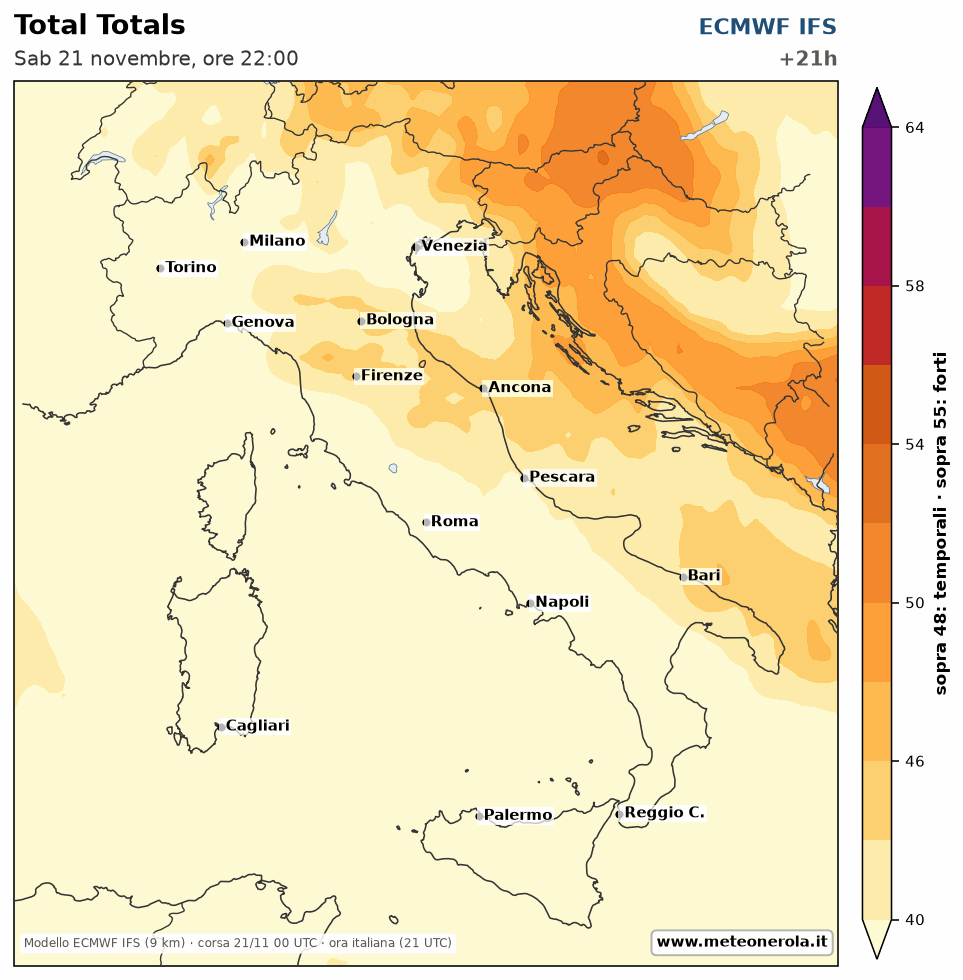 Total Totals
ECMWF IFS
Sab 21 novembre, ore 22:00
+21h
64
58
54
50
46
40
sopra 48: temporali · sopra 55: forti
Milano
Venezia
Torino
Genova
Bologna
Firenze
Ancona
Pescara
Roma
Bari
Napoli
Cagliari
Palermo
Reggio C.
Modello ECMWF IFS (9 km) · corsa 21/11 00 UTC · ora italiana (21 UTC)
www.meteonerola.it